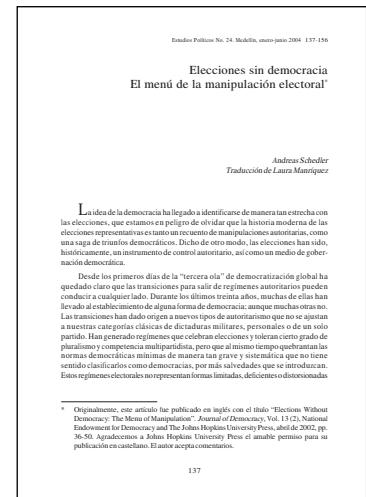 Estudios Políticos No. 24. Medellín, enero-junio 2004 137-156
Elecciones sin democracia
El menú de la manipulación electoral*
Andreas Schedler
Traducción de Laura Manríquez
La idea de la democracia ha llegado a identificarse de manera tan estrecha con
las elecciones, que estamos en peligro de olvidar que la historia moderna de las
elecciones representativas es tanto un recuento de manipulaciones autoritarias, como
una saga de triunfos democráticos. Dicho de otro modo, las elecciones han sido,
históricamente, un instrumento de control autoritario, así como un medio de gober-
nación democrática.
Desde los primeros días de la “tercera ola” de democratización global ha
quedado claro que las transiciones para salir de regímenes autoritarios pueden
conducir a cualquier lado. Durante los últimos treinta años, muchas de ellas han
llevado al establecimiento de alguna forma de democracia; aunque muchas otras no.
Las transiciones han dado origen a nuevos tipos de autoritarismo que no se ajustan
a nuestras categorías clásicas de dictaduras militares, personales o de un solo
partido. Han generado regímenes que celebran elecciones y toleran cierto grado de
pluralismo y competencia multipartidista, pero que al mismo tiempo quebrantan las
normas democráticas mínimas de manera tan grave y sistemática que no tiene
sentido clasificarlos como democracias, por más salvedades que se introduzcan.
Estos regímenes electorales no representan formas limitadas, deficientes o distorsionadas
* Originalmente, este artículo fue publicado en inglés con el título “Elections Without
Democracy: The Menu of Manipulation”. Journal of Democracy, Vol. 13 (2), National
Endowment for Democracy and The Johns Hopkins University Press, abril de 2002, pp.
36-50. Agradecemos a Johns Hopkins University Press el amable permiso para su
publicación en castellano. El autor acepta comentarios.
137